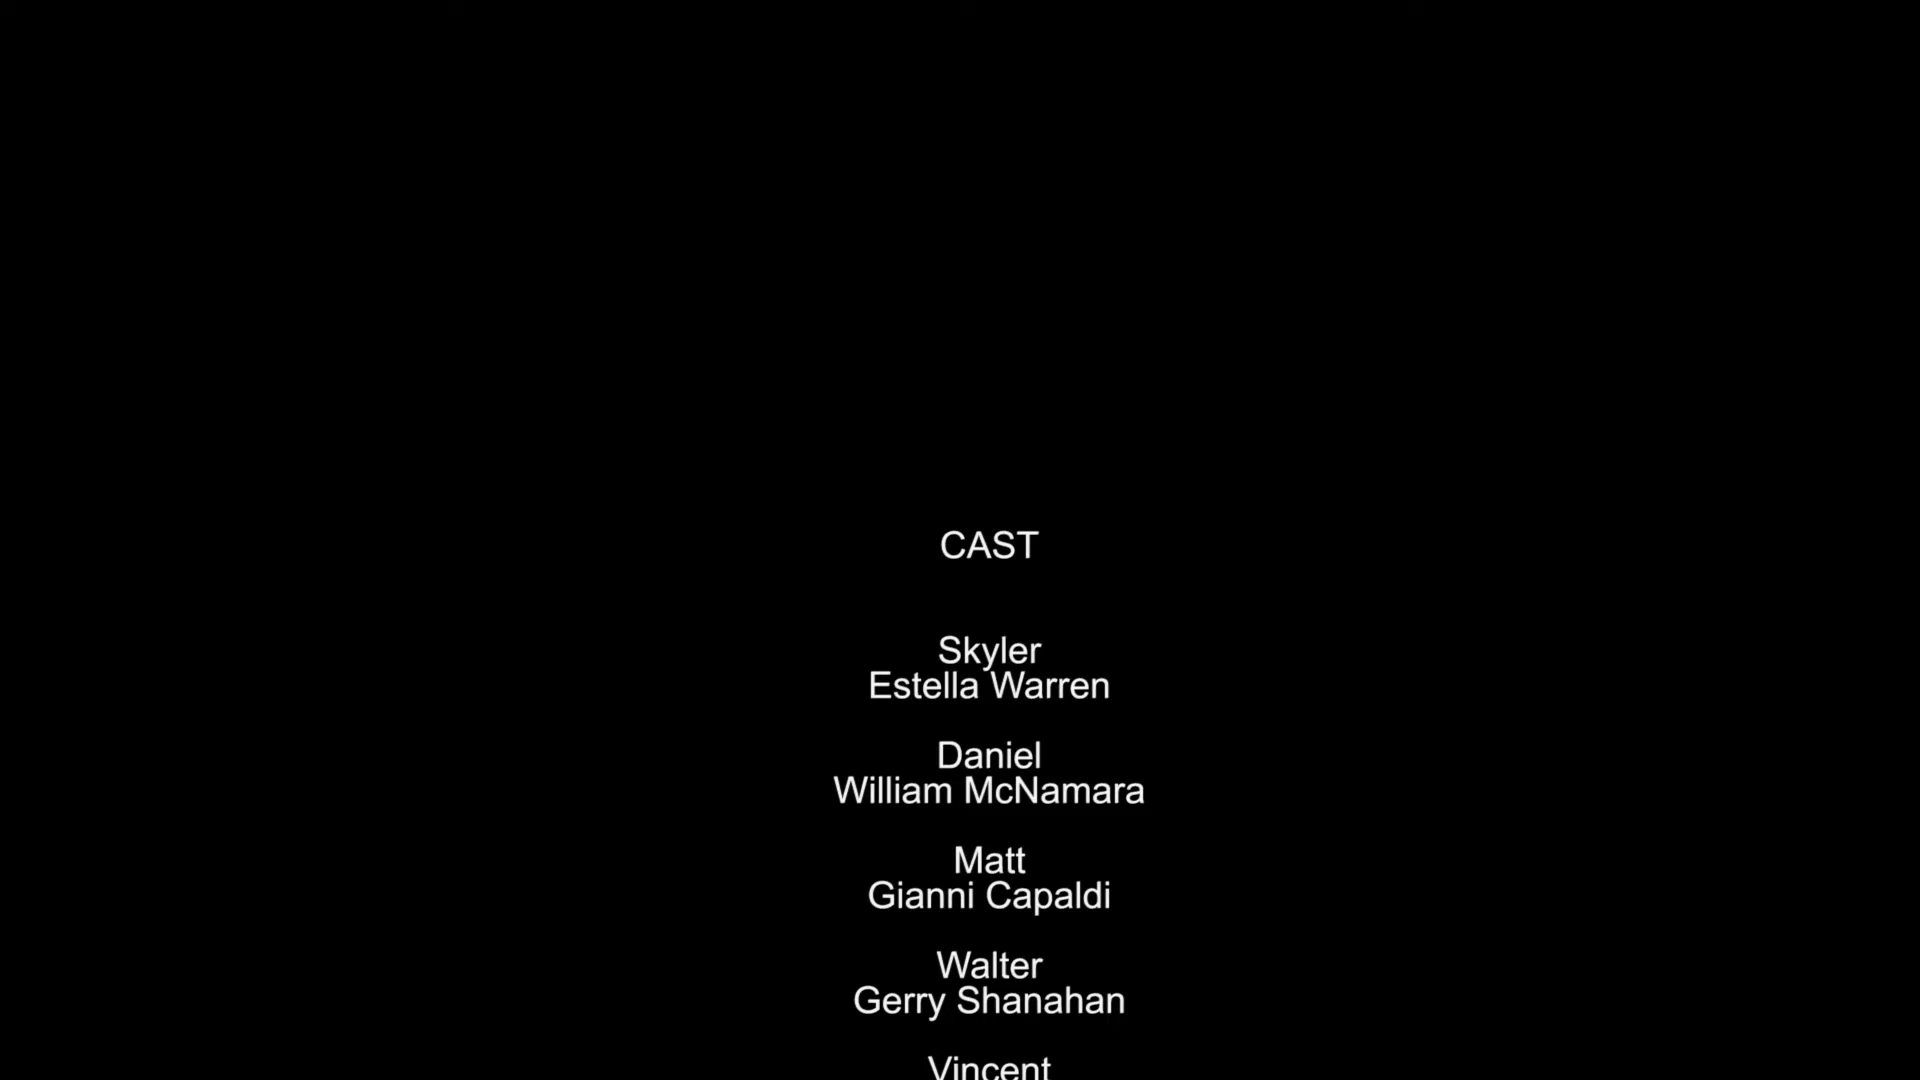 CAST
Skyler
Estella Warren
Daniel
William McNamara
Matt
Gianni Capaldi
Walter
Gerry Shanahan
Vincent